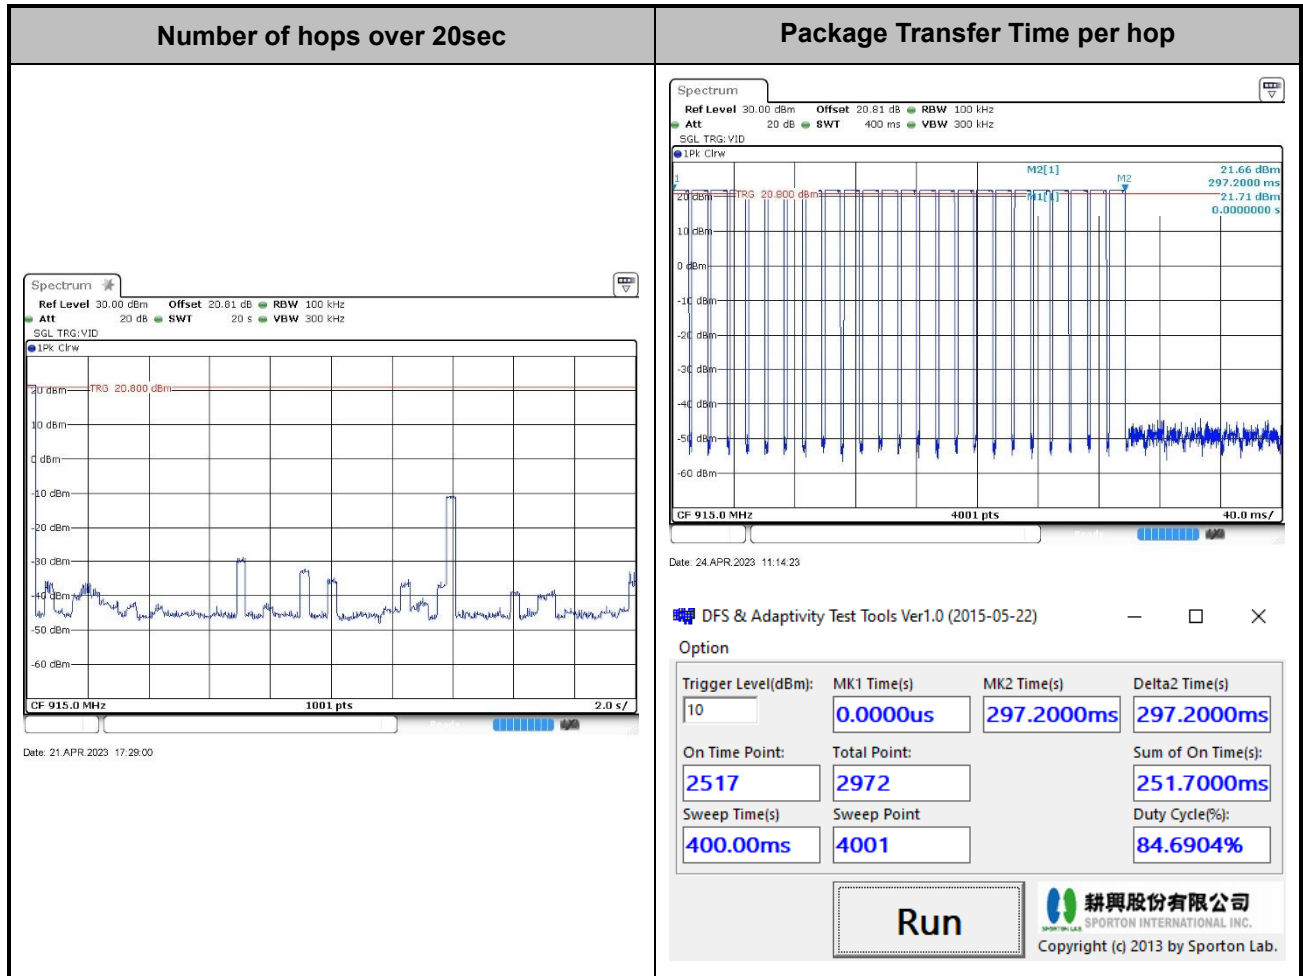 Number of hops over 20sec
Package Transfer Time per hop
Spectrum
Ref Level 30.00 dBm Offset 20.81 dB RBW 100 kHz
Att 20 dB SWT 20 s VBW 300 kHz
SGL TRG:VID
1Pk Clrw
20 dBm
TRG 20.800 dBm
10 dBm
0 dBm
-10 dBm
-20 dBm
-30 dBm
-40 dBm
-50 dBm
-60 dBm
CF 915.0 MHz 1001 pts 2.0 s/
Date: 21.APR.2023 17:29:00
Spectrum
Ref Level 30.00 dBm Offset 20.81 dB RBW 100 kHz
Att 20 dB SWT 400 ms VBW 300 kHz
SGL TRG:VID
1Pk Clrw
M2[1] 21.66 dBm
297.2000 ms
M1[1] 21.71 dBm
0.0000000 s
1
M2
20 dBm
TRG 20.800 dBm
10 dBm
0 dBm
-10 dBm
-20 dBm
-30 dBm
-40 dBm
-50 dBm
-60 dBm
CF 915.0 MHz 4001 pts 40.0 ms/
Date: 24.APR.2023 11:14:23
DFS & Adaptivity Test Tools Ver1.0 (2015-05-22)
Option
Trigger Level(dBm): MK1 Time(s) MK2 Time(s) Delta2 Time(s)
10 0.0000us 297.2000ms 297.2000ms
On Time Point: Total Point: Sum of On Time(s):
2517 2972 251.7000ms
Sweep Time(s) Sweep Point Duty Cycle(%):
400.00ms 4001 84.6904%
Run
耕興股份有限公司
SPORTON LAB. SPORTON INTERNATIONAL INC.
Copyright (c) 2013 by Sporton Lab.